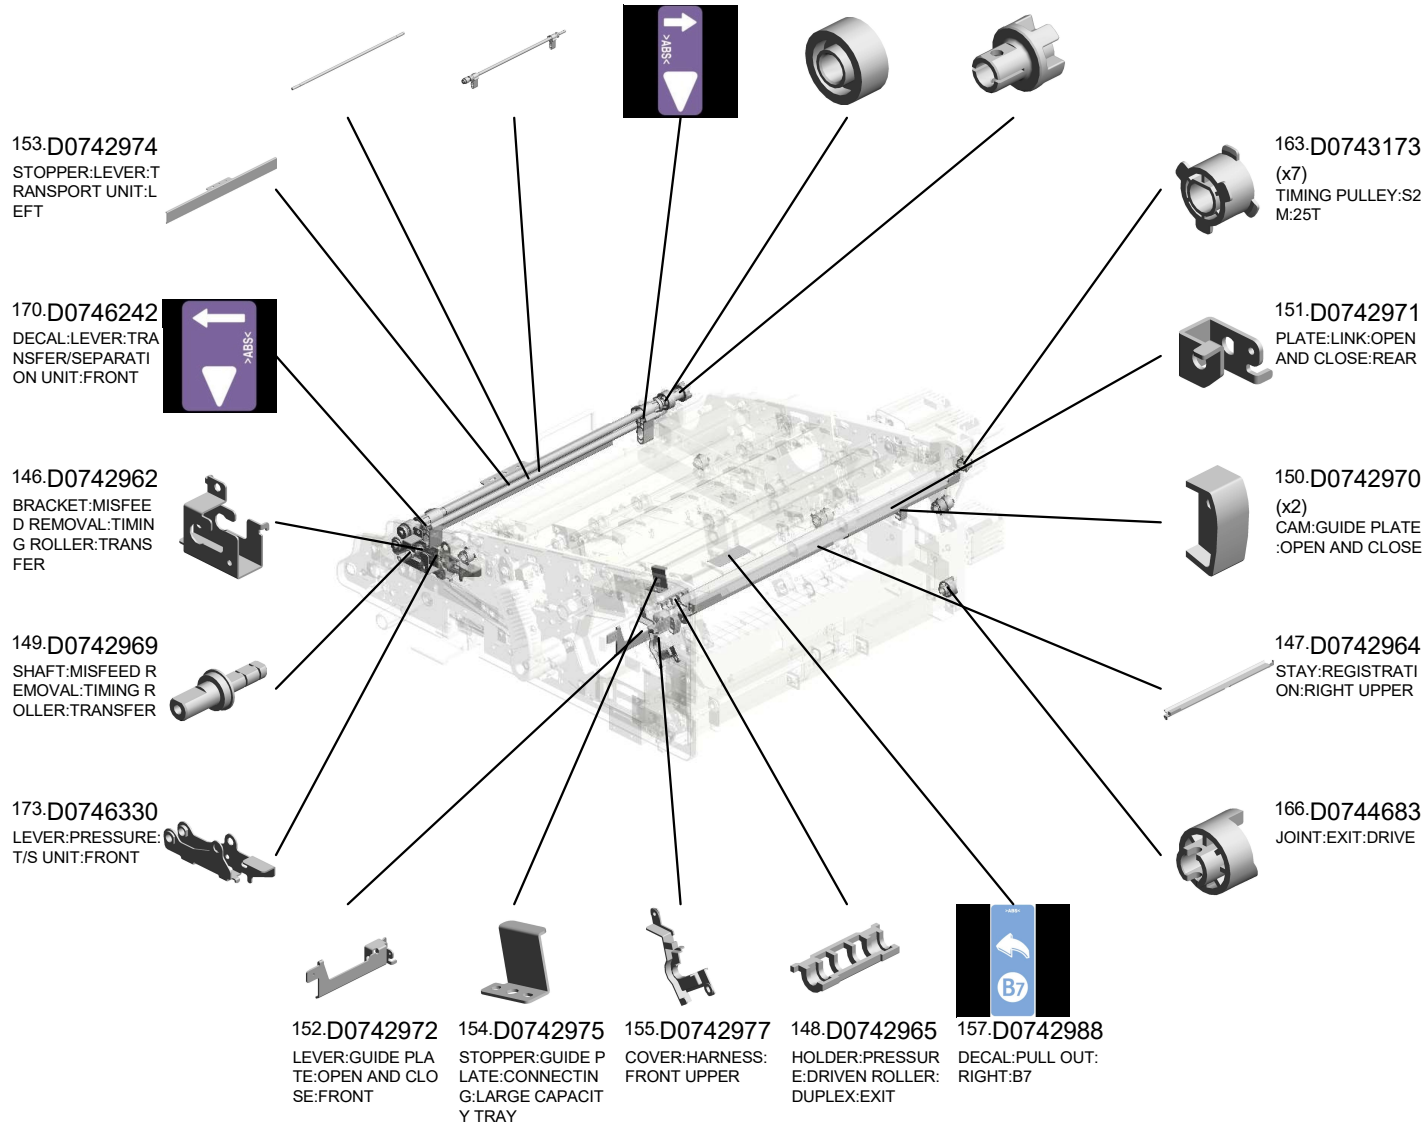 >ABS<
153.D0742974
STOPPER:LEVER:T
RANSPORT UNIT:L
EFT
163.D0743173
(x7)
TIMING PULLEY:S2
M:25T
170.D0746242
DECAL:LEVER:TRA
NSFER/SEPARATI
ON UNIT:FRONT
>ABS<
151.D0742971
PLATE:LINK:OPEN
AND CLOSE:REAR
146.D0742962
BRACKET:MISFEE
D REMOVAL:TIMIN
G ROLLER:TRANS
FER
150.D0742970
(x2)
CAM:GUIDE PLATE
:OPEN AND CLOSE
149.D0742969
SHAFT:MISFEED R
EMOVAL:TIMING R
OLLER:TRANSFER
147.D0742964
STAY:REGISTRATI
ON:RIGHT UPPER
173.D0746330
LEVER:PRESSURE:
T/S UNIT:FRONT
166.D0744683
JOINT:EXIT:DRIVE
>ABS<
B7
152.D0742972
LEVER:GUIDE PLA
TE:OPEN AND CLO
SE:FRONT
154.D0742975
STOPPER:GUIDE P
LATE:CONNECTIN
G:LARGE CAPACIT
Y TRAY
155.D0742977
COVER:HARNESS:
FRONT UPPER
148.D0742965
HOLDER:PRESSUR
E:DRIVEN ROLLER:
DUPLEX:EXIT
157.D0742988
DECAL:PULL OUT:
RIGHT:B7